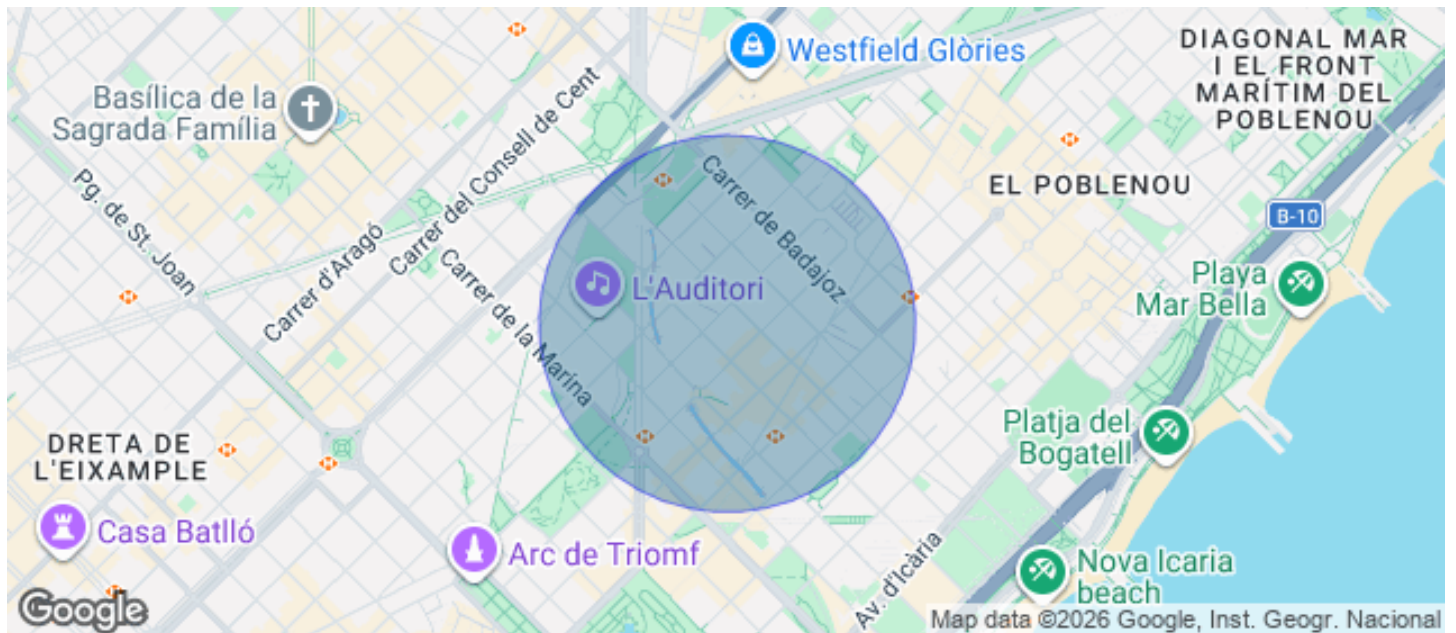 Westfield Glòries
DIAGONAL MAR
I EL FRONT
MARÍTIM DEL
POBLENOU
Basílica de la
Sagrada Família
Carrer del Consell de Cent
Carrer de Badajoz
EL POBLENOU
Pg. de St. Joan
B-10
Carrer d'Aragó
Carrer de la Marina
L'Auditori
Playa
Mar Bella
DRETA DE
L'EIXAMPLE
Platja del
Bogatell
Casa Batlló
Arc de Triomf
Av. d'Icària
Nova Icaria
beach
Google
Map data ©2026 Google, Inst. Geogr. Nacional